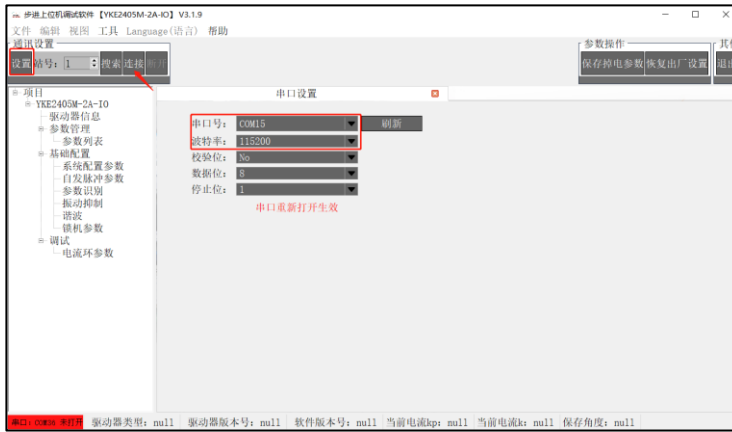 步进上位机调试软件 【YKE2405M-2A-IO】 V3.1.9
文件 编辑 视图 工具 Language(语言) 帮助
通讯设置 参数操作
设置 站号: 1 搜索 连接 断开 保存掉电参数 恢复出厂设置
项目
YKE2405M-2A-IO
驱动器信息
参数管理
参数列表
基础配置
系统配置参数
自发脉冲参数
参数识别
振动抑制
谐波
锁机参数
调试
电流环参数
串口设置
串口号: COM15 刷新
波特率: 115200
校验位: No
数据位: 8
停止位: 1
串口重新打开生效
串口: COM36 未打开 驱动器类型: null 驱动器版本号: null 软件版本号: null 当前电流kp: null 当前电流k: null 保存角度: null